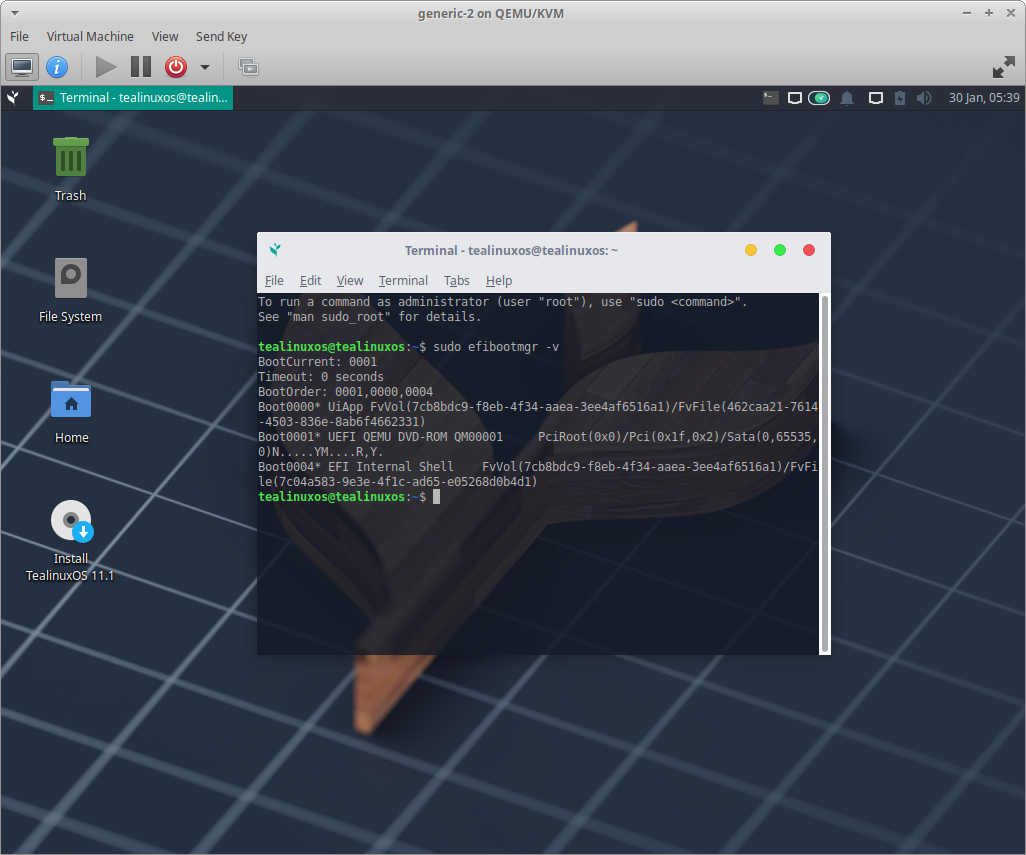 generic-2 on QEMU/KVM
File Virtual Machine View Send Key
Terminal - tealinuxos@tealin...
30 Jan, 05:39
Trash
File System
Home
Install
TealinuxOS 11.1
Terminal - tealinuxos@tealinuxos: ~
File Edit View Terminal Tabs Help
To run a command as administrator (user "root"), use "sudo <command>".
See "man sudo_root" for details.
tealinuxos@tealinuxos:~$ sudo efibootmgr -v
BootCurrent: 0001
Timeout: 0 seconds
BootOrder: 0001,0000,0004
Boot0000* UiApp FvVol(7cb8bdc9-f8eb-4f34-aaea-3ee4af6516a1)/FvFile(462caa21-7614
-4503-836e-8ab6f4662331)
Boot0001* UEFI QEMU DVD-ROM QM00001 PciRoot(0x0)/Pci(0x1f,0x2)/Sata(0,65535,
0)N.....YM....R,Y.
Boot0004* EFI Internal Shell FvVol(7cb8bdc9-f8eb-4f34-aaea-3ee4af6516a1)/FvFi
le(7c04a583-9e3e-4f1c-ad65-e05268d0b4d1)
tealinuxos@tealinuxos:~$